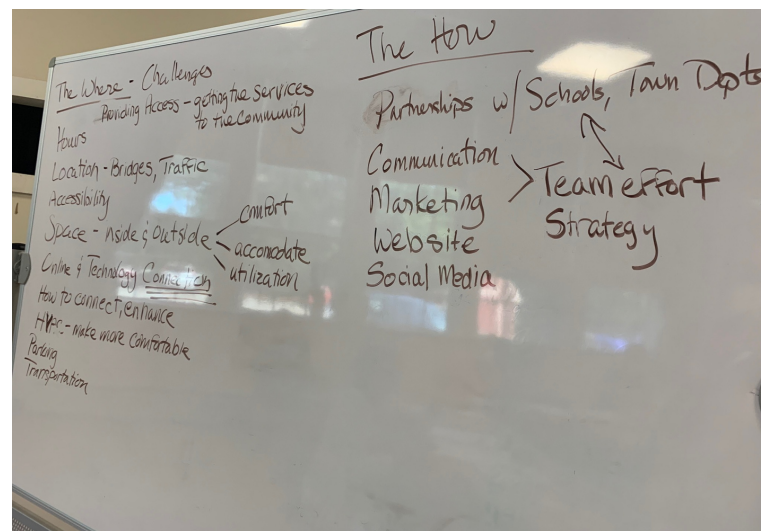 The Where - Challenges
Providing Access - getting the services
to the Community
Hours
Location - Bridges, Traffic
Accessibility
Space - inside & outside
comfort
accomodate
utilization
Online & Technology Connection
How to connect, enhance
HVAC - make more comfortable
Parking
Transportation
The How
Partnerships w/ Schools, Town Depts
Communication
Marketing
Website
Social Media
Team effort
Strategy